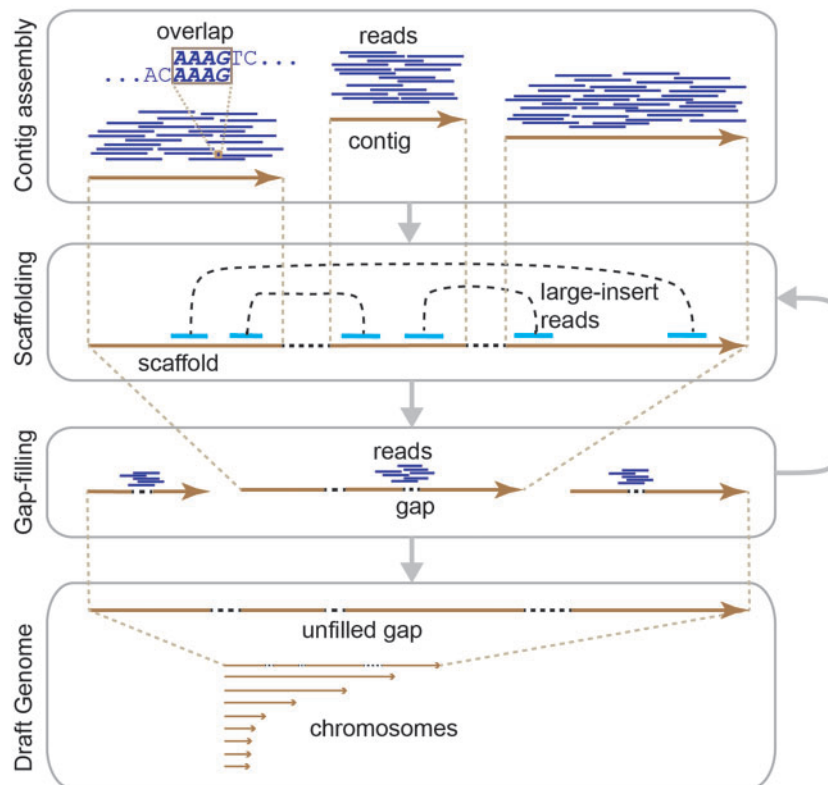 Contig assembly
overlap
AAAGTC...
...ACAAAG
reads
contig
Scaffolding
large-insert
reads
scaffold
Gap-filling
reads
gap
Draft Genome
unfilled gap
chromosomes